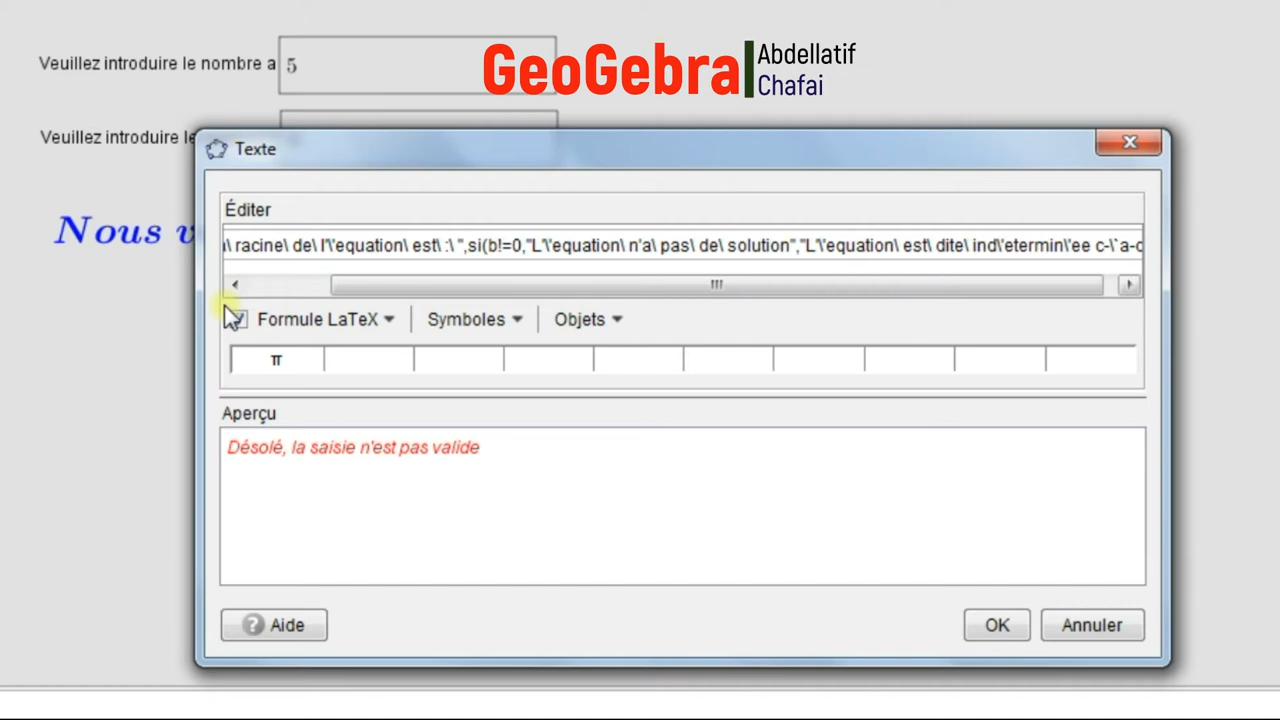 Veuillez introduire le nombre a 5
GeoGebra
Abdellatif
Chafai
Veuillez introduire le
Nous v
Texte
Éditer
\ racine\ de\ l'\'equation\ est\ :\ ",si(b!=0,"L'\'equation\ n'a\ pas\ de\ solution","L'\'equation\ est\ dite\ ind\'etermin\'ee c-\`a-
Formule LaTeX
Symboles
Objets
π
Aperçu
Désolé, la saisie n'est pas valide
Aide
OK
Annuler